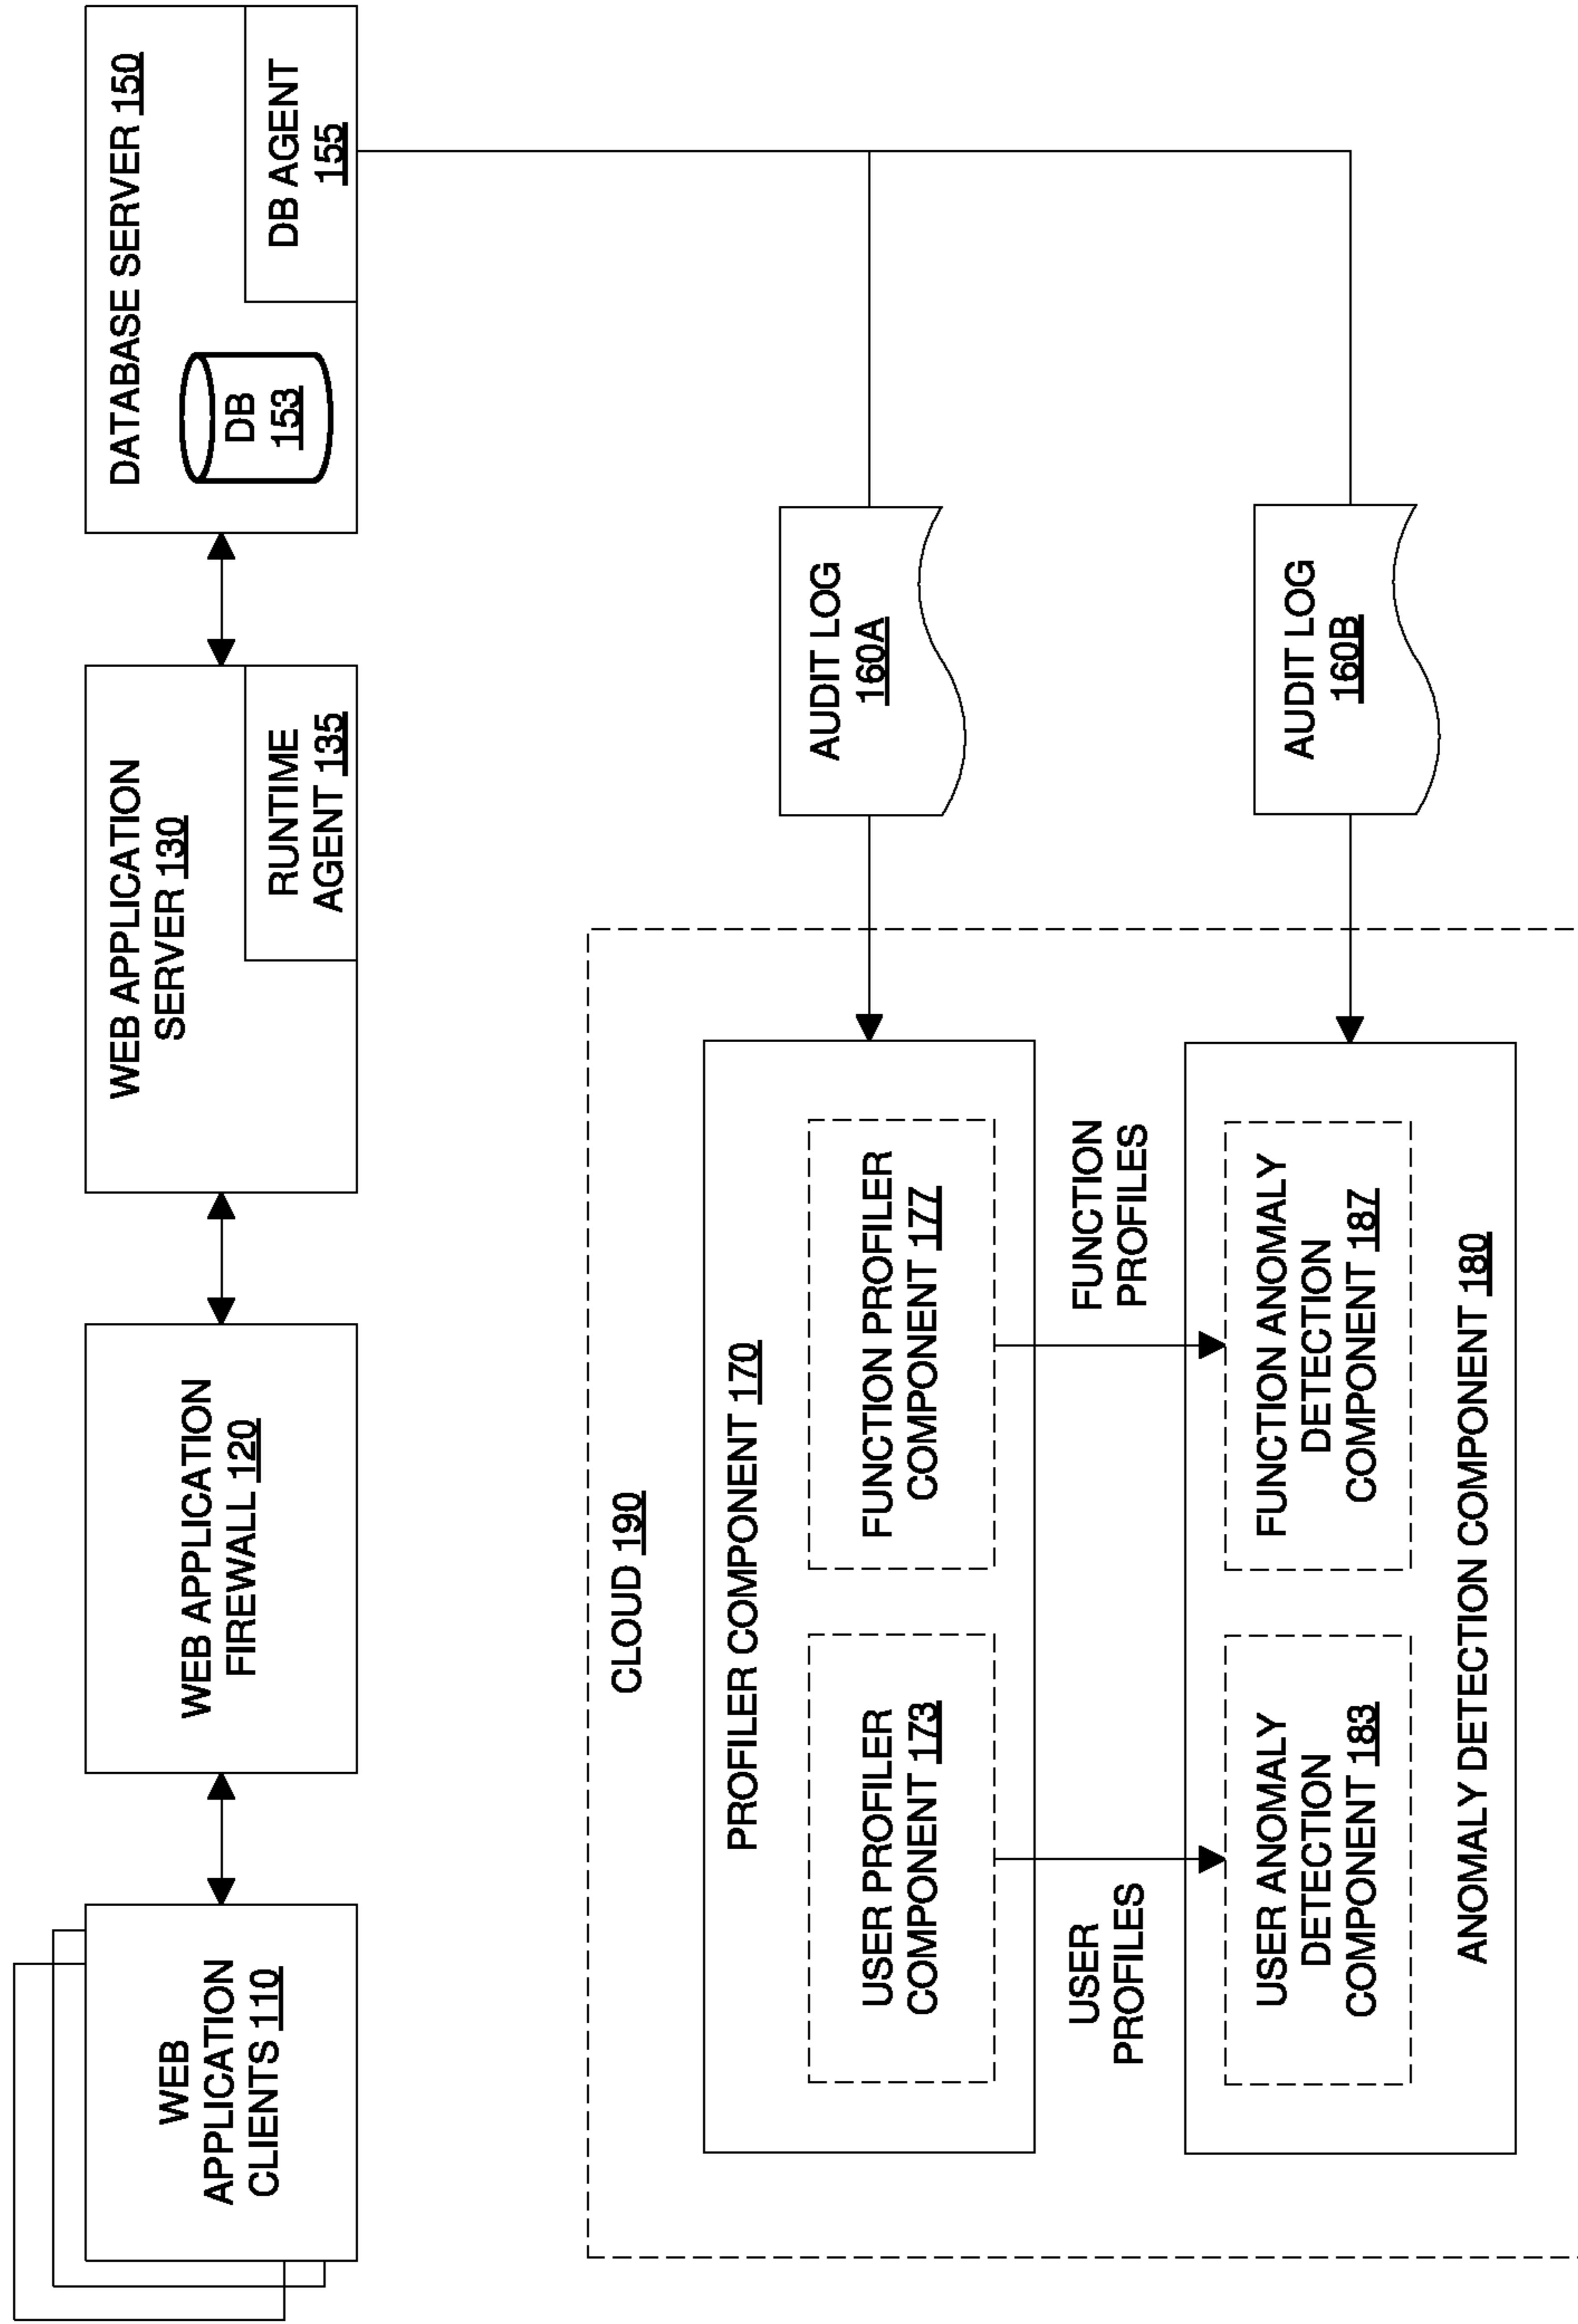 WEB
APPLICATION
CLIENTS 110
WEB APPLICATION
FIREWALL 120
WEB APPLICATION
SERVER 130
RUNTIME
AGENT 135
DATABASE SERVER 150
DB
153
DB AGENT
155
CLOUD 190
PROFILER COMPONENT 170
USER PROFILER
COMPONENT 173
FUNCTION PROFILER
COMPONENT 177
AUDIT LOG
160A
USER
PROFILES
FUNCTION
PROFILES
USER ANOMALY
DETECTION
COMPONENT 183
FUNCTION ANOMALY
DETECTION
COMPONENT 187
ANOMALY DETECTION COMPONENT 180
AUDIT LOG
160B